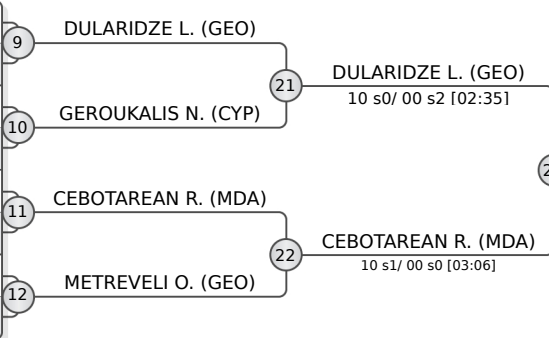 DULARIDZE L. (GEO)
9
21
DULARIDZE L. (GEO)
10 s0/ 00 s2 [02:35]
GEROUKALIS N. (CYP)
10
2
CEBOTAREAN R. (MDA)
11
22
CEBOTAREAN R. (MDA)
10 s1/ 00 s0 [03:06]
METREVELI O. (GEO)
12